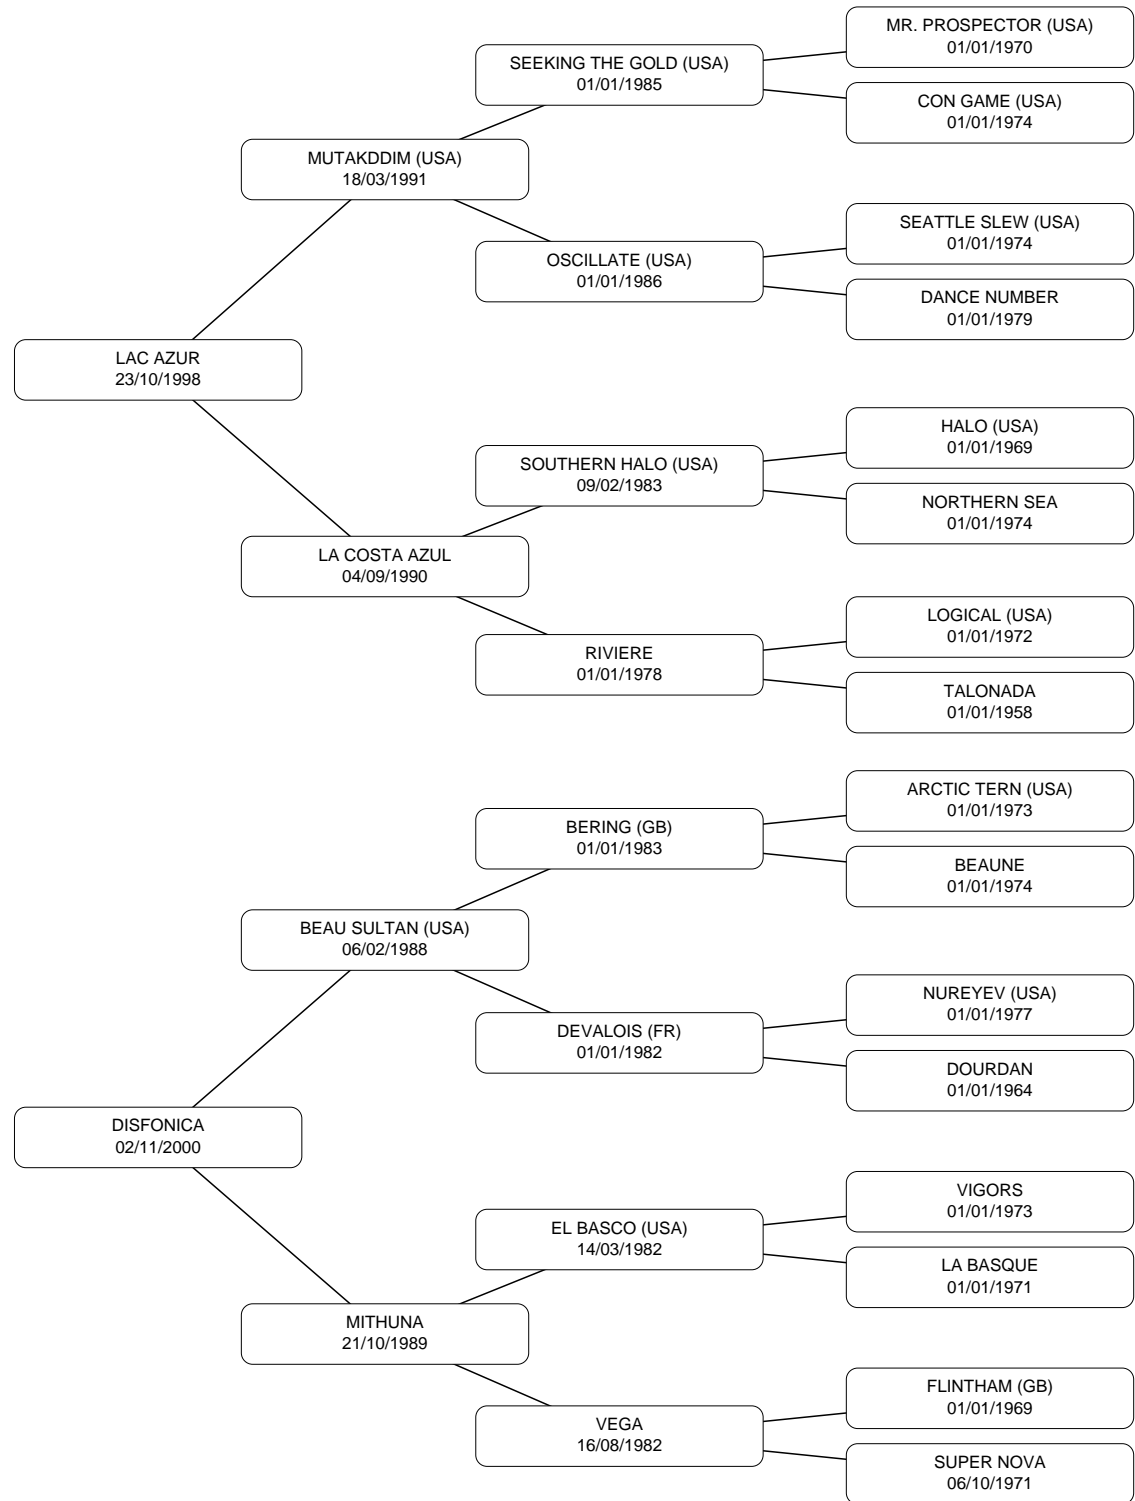 MR. PROSPECTOR (USA)
01/01/1970
SEEKING THE GOLD (USA)
01/01/1985
CON GAME (USA)
01/01/1974
MUTAKDDIM (USA)
18/03/1991
SEATTLE SLEW (USA)
01/01/1974
OSCILLATE (USA)
01/01/1986
DANCE NUMBER
01/01/1979
LAC AZUR
23/10/1998
HALO (USA)
01/01/1969
SOUTHERN HALO (USA)
09/02/1983
NORTHERN SEA
01/01/1974
LA COSTA AZUL
04/09/1990
LOGICAL (USA)
01/01/1972
RIVIERE
01/01/1978
TALONADA
01/01/1958
ARCTIC TERN (USA)
01/01/1973
BERING (GB)
01/01/1983
BEAUNE
01/01/1974
BEAU SULTAN (USA)
06/02/1988
NUREYEV (USA)
01/01/1977
DEVALOIS (FR)
01/01/1982
DOURDAN
01/01/1964
DISFONICA
02/11/2000
VIGORS
01/01/1973
EL BASCO (USA)
14/03/1982
LA BASQUE
01/01/1971
MITHUNA
21/10/1989
FLINTHAM (GB)
01/01/1969
VEGA
16/08/1982
SUPER NOVA
06/10/1971